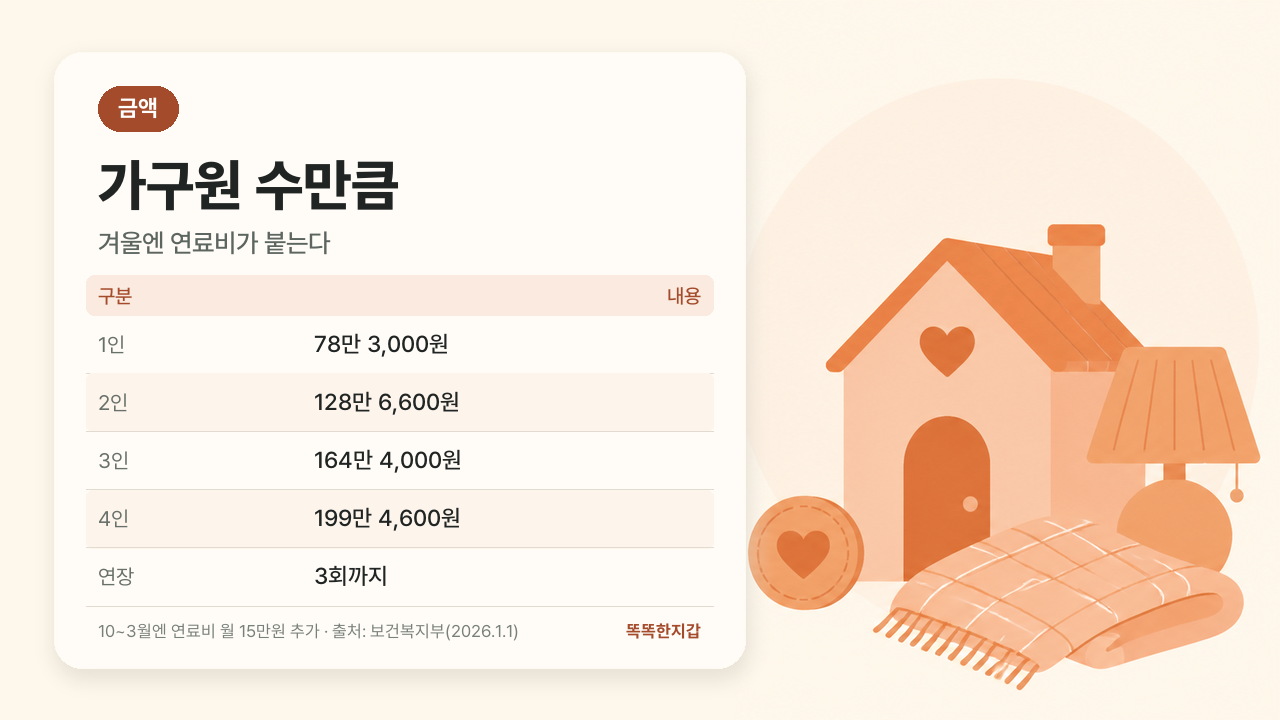 금액
가구원 수만큼
겨울엔 연료비가 붙는다
구분 내용
1인 78만 3,000원
2인 128만 6,600원
3인 164만 4,000원
4인 199만 4,600원
연장 3회까지
10~3월엔 연료비 월 15만원 추가 · 출처: 보건복지부(2026.1.1) 똑똑한지갑